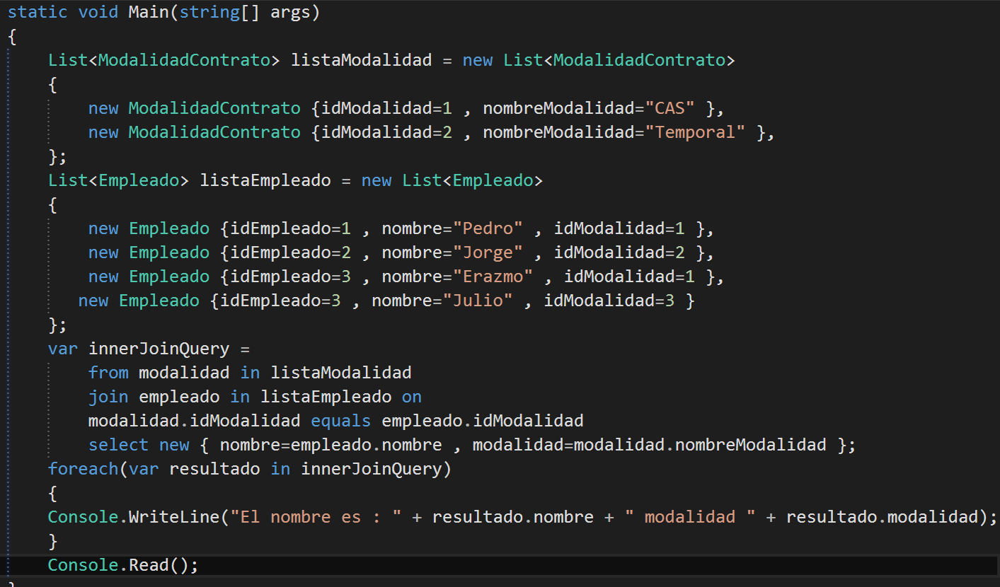 static void Main(string[] args)
{
List<ModalidadContrato> listaModalidad = new List<ModalidadContrato>
{
new ModalidadContrato {idModalidad=1 , nombreModalidad="CAS" },
new ModalidadContrato {idModalidad=2 , nombreModalidad="Temporal" },
};
List<Empleado> listaEmpleado = new List<Empleado>
{
new Empleado {idEmpleado=1 , nombre="Pedro" , idModalidad=1 },
new Empleado {idEmpleado=2 , nombre="Jorge" , idModalidad=2 },
new Empleado {idEmpleado=3 , nombre="Erazmo" , idModalidad=1 },
new Empleado {idEmpleado=3 , nombre="Julio" , idModalidad=3 }
};
var innerJoinQuery =
from modalidad in listaModalidad
join empleado in listaEmpleado on
modalidad.idModalidad equals empleado.idModalidad
select new { nombre=empleado.nombre , modalidad=modalidad.nombreModalidad };
foreach(var resultado in innerJoinQuery)
{
Console.WriteLine("El nombre es : " + resultado.nombre + " modalidad " + resultado.modalidad);
}
Console.Read();
}